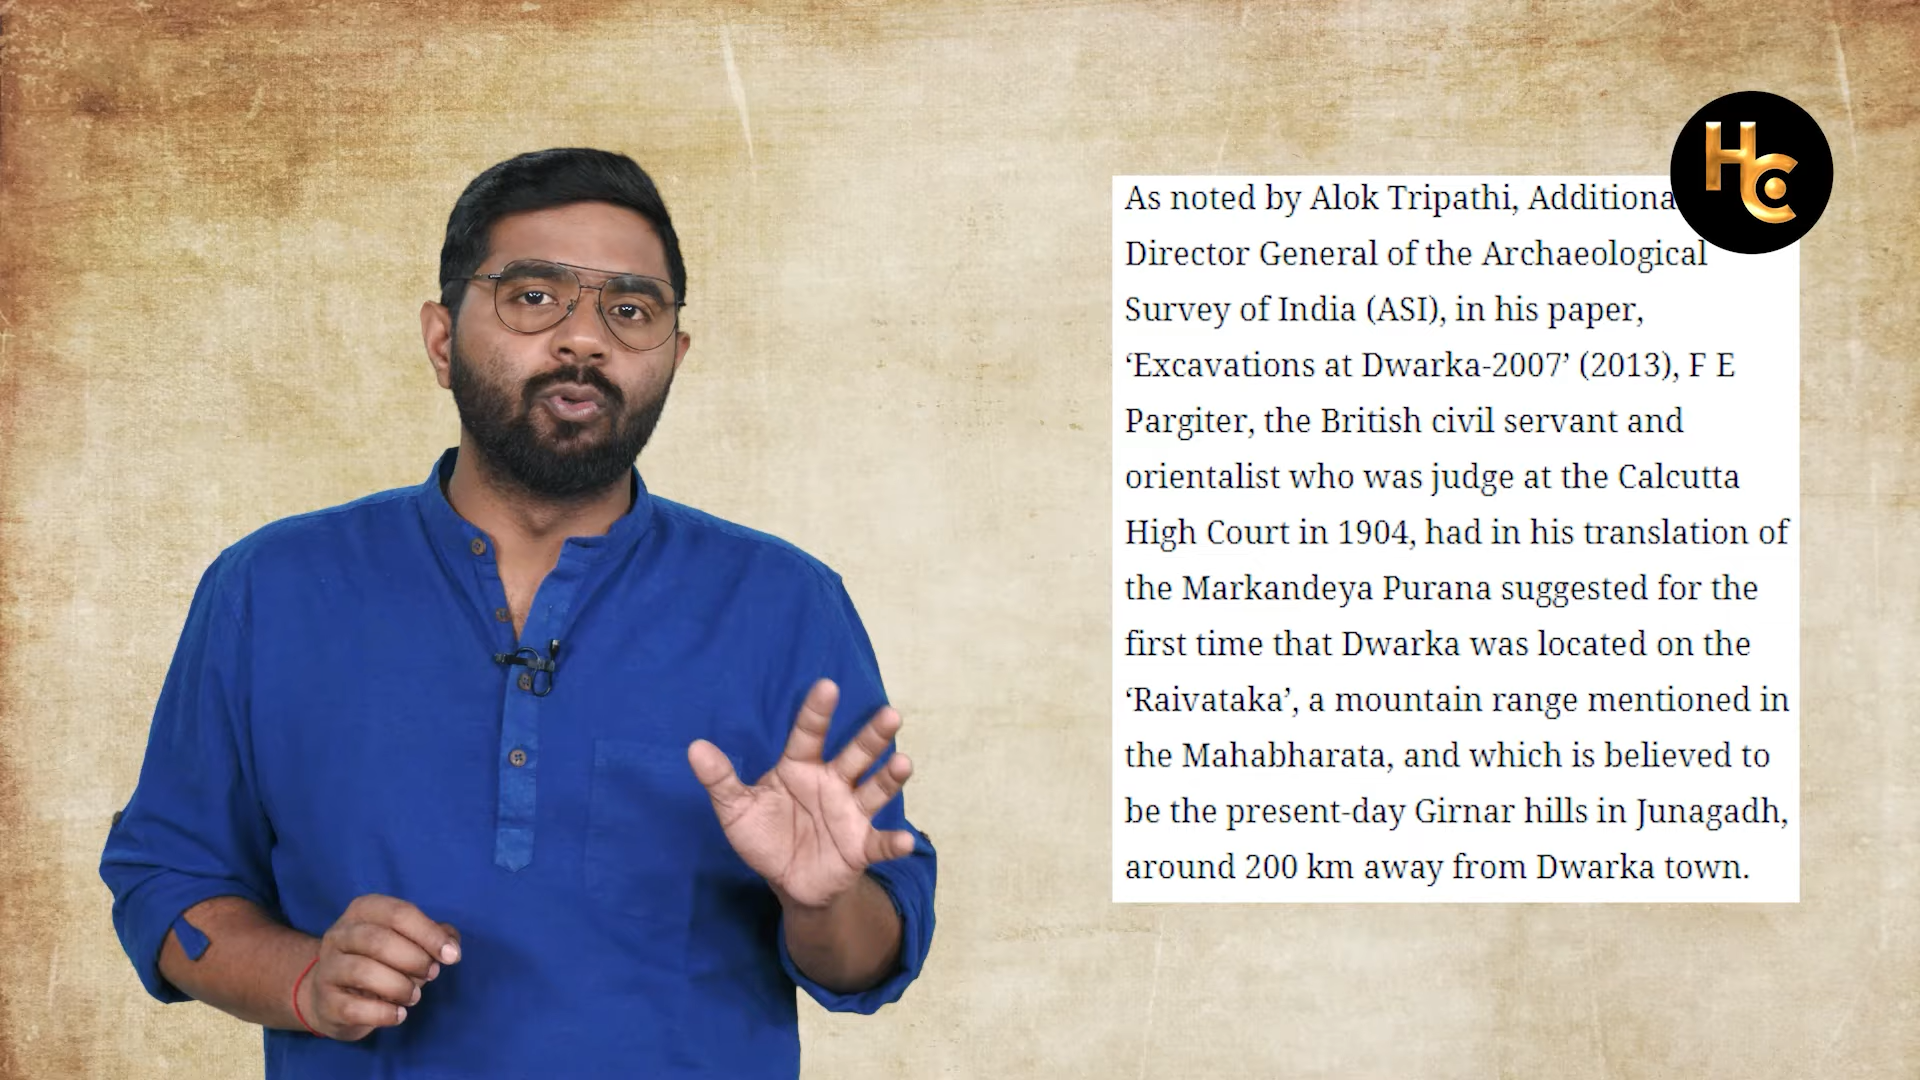 HC
As noted by Alok Tripathi, Additiona
Director General of the Archaeological
Survey of India (ASI), in his paper,
‘Excavations at Dwarka-2007’ (2013), F E
Pargiter, the British civil servant and
orientalist who was judge at the Calcutta
High Court in 1904, had in his translation of
the Markandeya Purana suggested for the
first time that Dwarka was located on the
‘Raivataka’, a mountain range mentioned in
the Mahabharata, and which is believed to
be the present-day Girnar hills in Junagadh,
around 200 km away from Dwarka town.